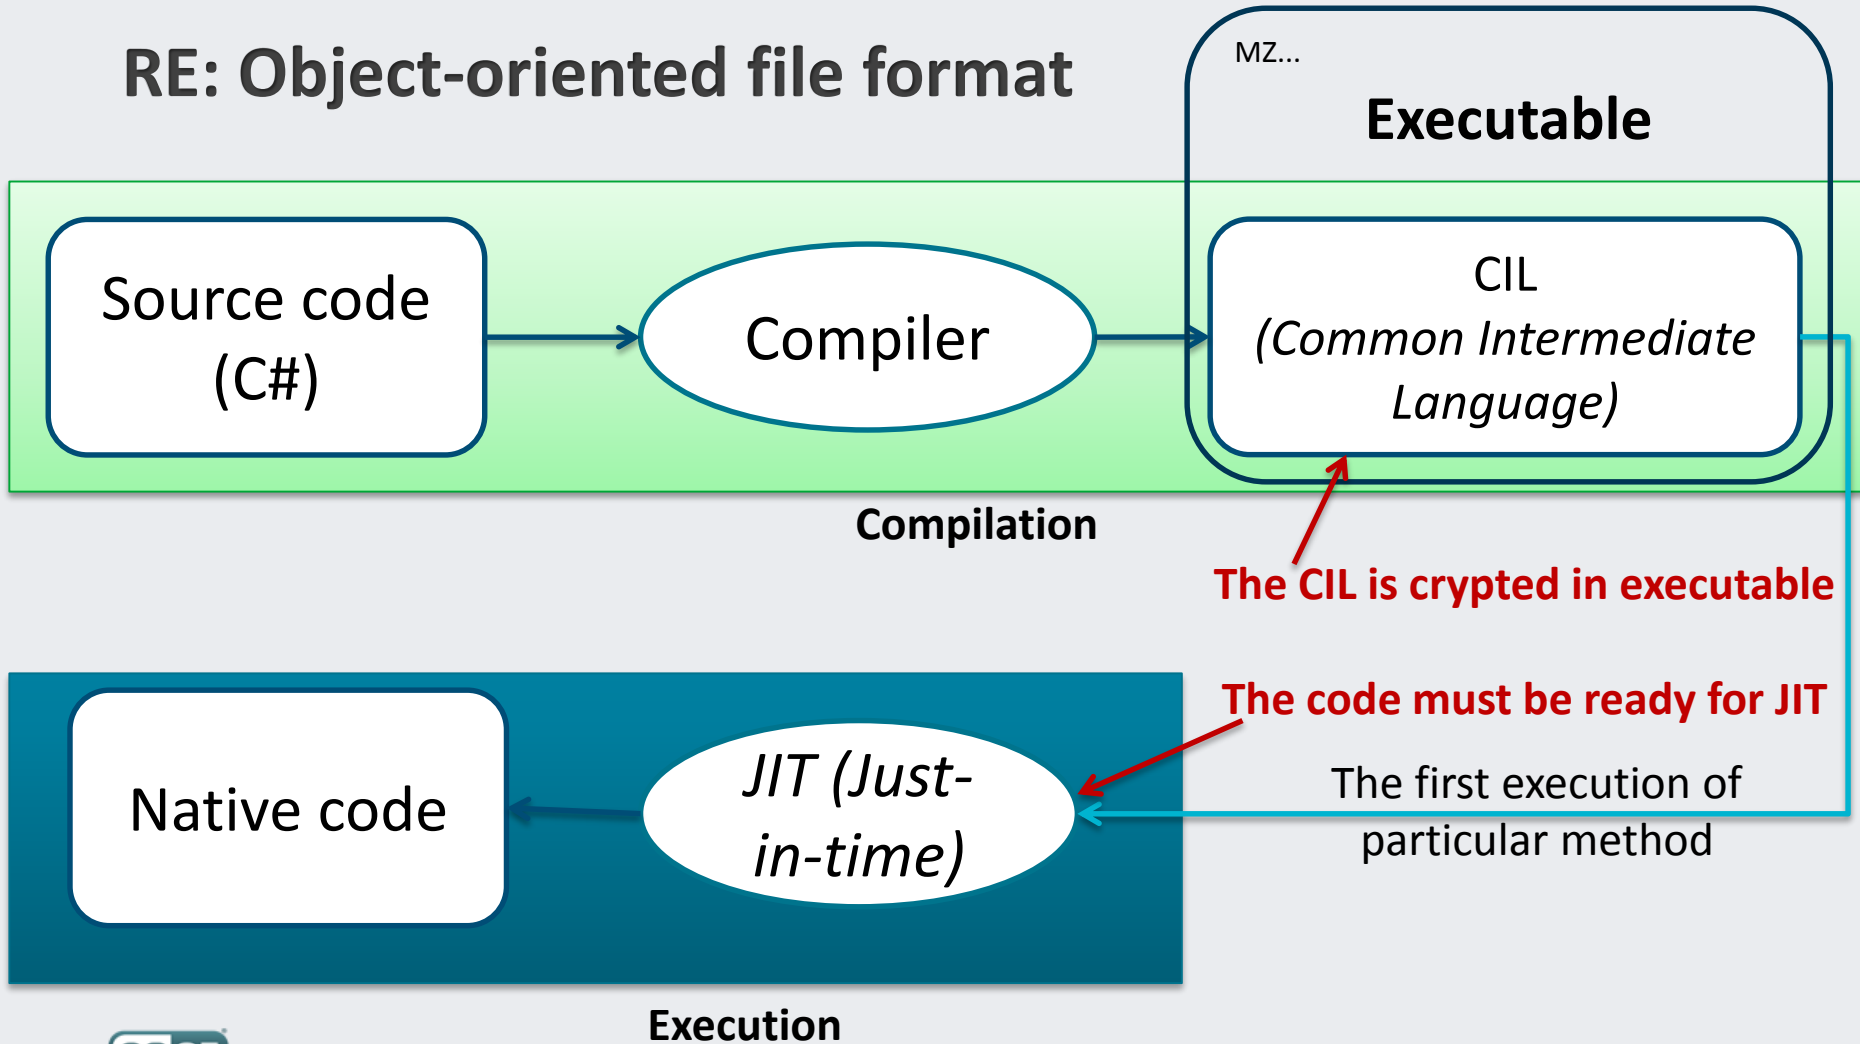 RE: Object-oriented file format
MZ...
Executable
Source code
(C#)
Compiler
CIL
(Common Intermediate
Language)
Compilation
The CIL is crypted in executable
The code must be ready for JIT
The first execution of
particular method
Native code
JIT (Just-
in-time)
Execution